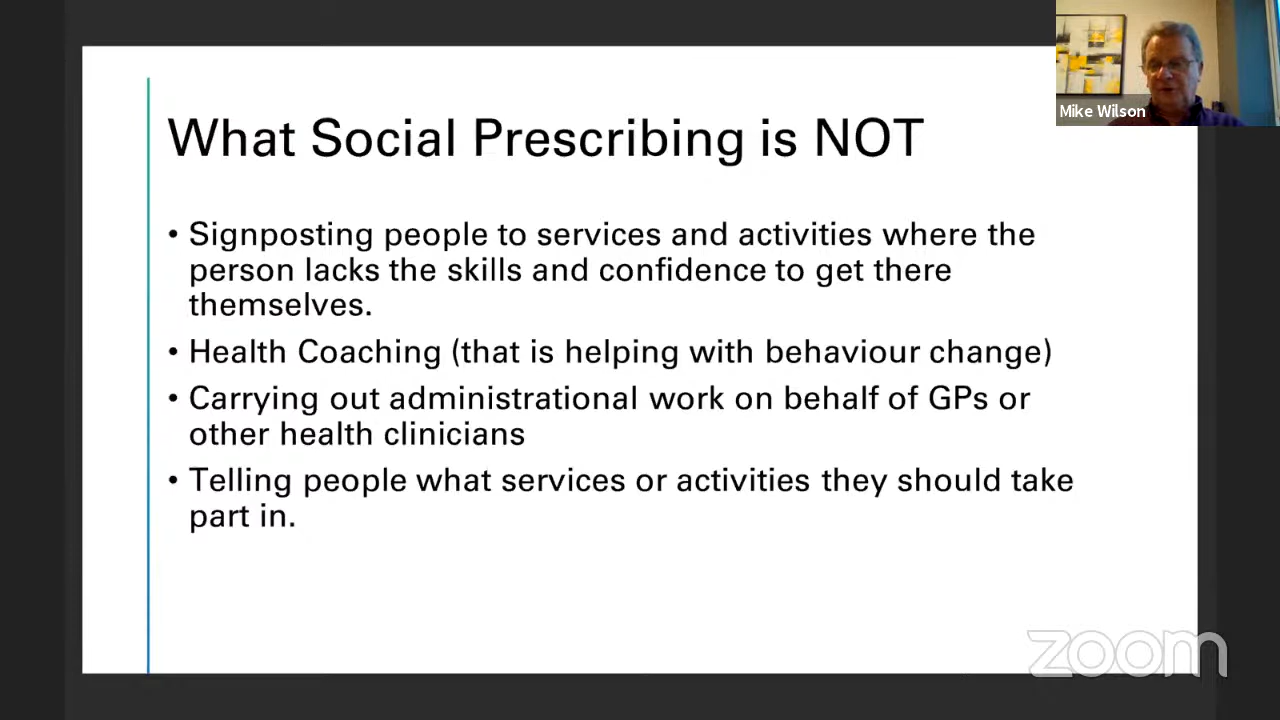 What Social Prescribing is NOT
• Signposting people to services and activities where the
person lacks the skills and confidence to get there
themselves.
• Health Coaching (that is helping with behaviour change)
• Carrying out administrational work on behalf of GPs or
other health clinicians
• Telling people what services or activities they should take
part in.
Mike Wilson
zoom